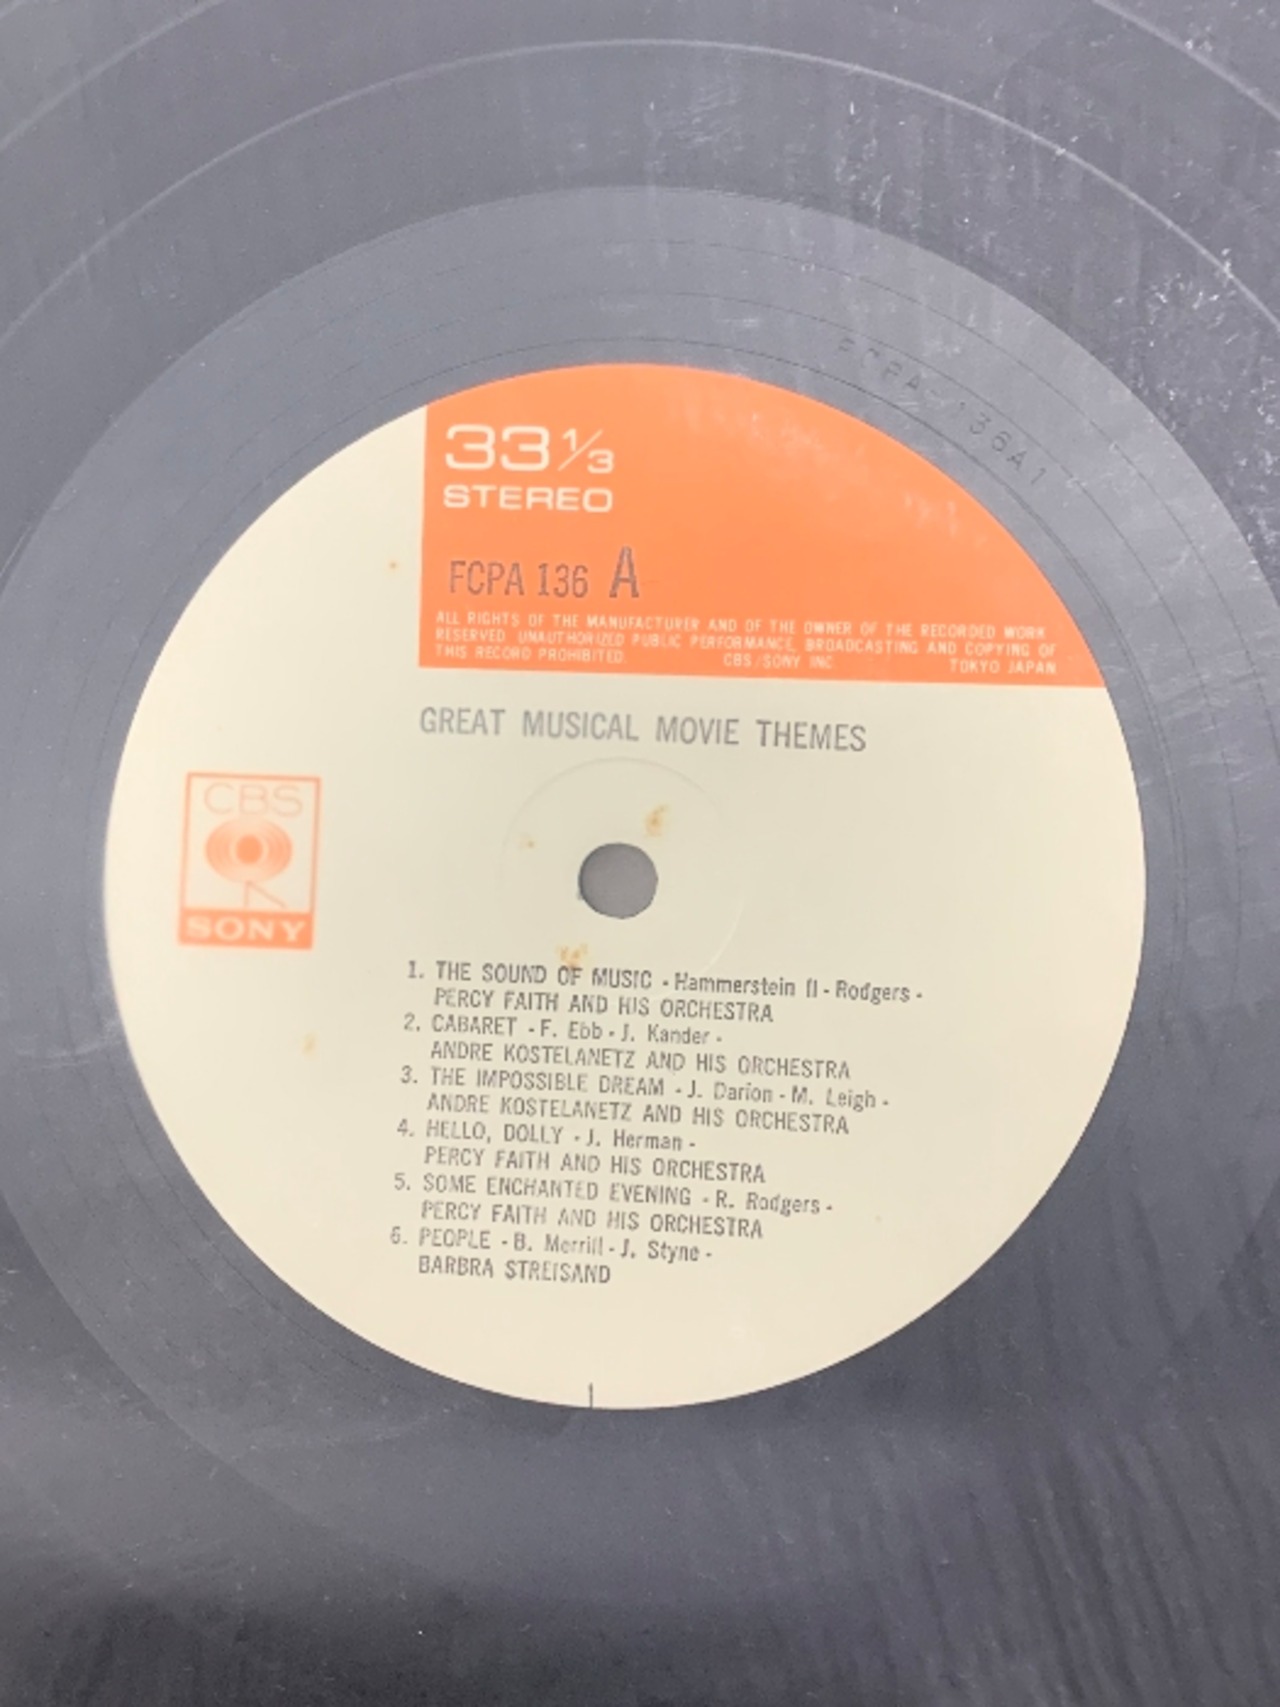 FCPA 136A1
33 1/3
STEREO
FCPA 136 A
ALL RIGHTS OF THE MANUFACTURER AND OF THE OWNER OF THE RECORDED WORK
RESERVED. UNAUTHORIZED PUBLIC PERFORMANCE, BROADCASTING AND COPYING OF
THIS RECORD PROHIBITED. CBS/SONY INC. TOKYO JAPAN
GREAT MUSICAL MOVIE THEMES
CBS
SONY
1. THE SOUND OF MUSIC - Hammerstein II - Rodgers -
PERCY FAITH AND HIS ORCHESTRA
2. CABARET - F. Ebb - J. Kander -
ANDRE KOSTELANETZ AND HIS ORCHESTRA
3. THE IMPOSSIBLE DREAM - J. Darion - M. Leigh -
ANDRE KOSTELANETZ AND HIS ORCHESTRA
4. HELLO, DOLLY - J. Herman -
PERCY FAITH AND HIS ORCHESTRA
5. SOME ENCHANTED EVENING - R. Rodgers -
PERCY FAITH AND HIS ORCHESTRA
6. PEOPLE - B. Merrill - J. Styne -
BARBRA STREISAND